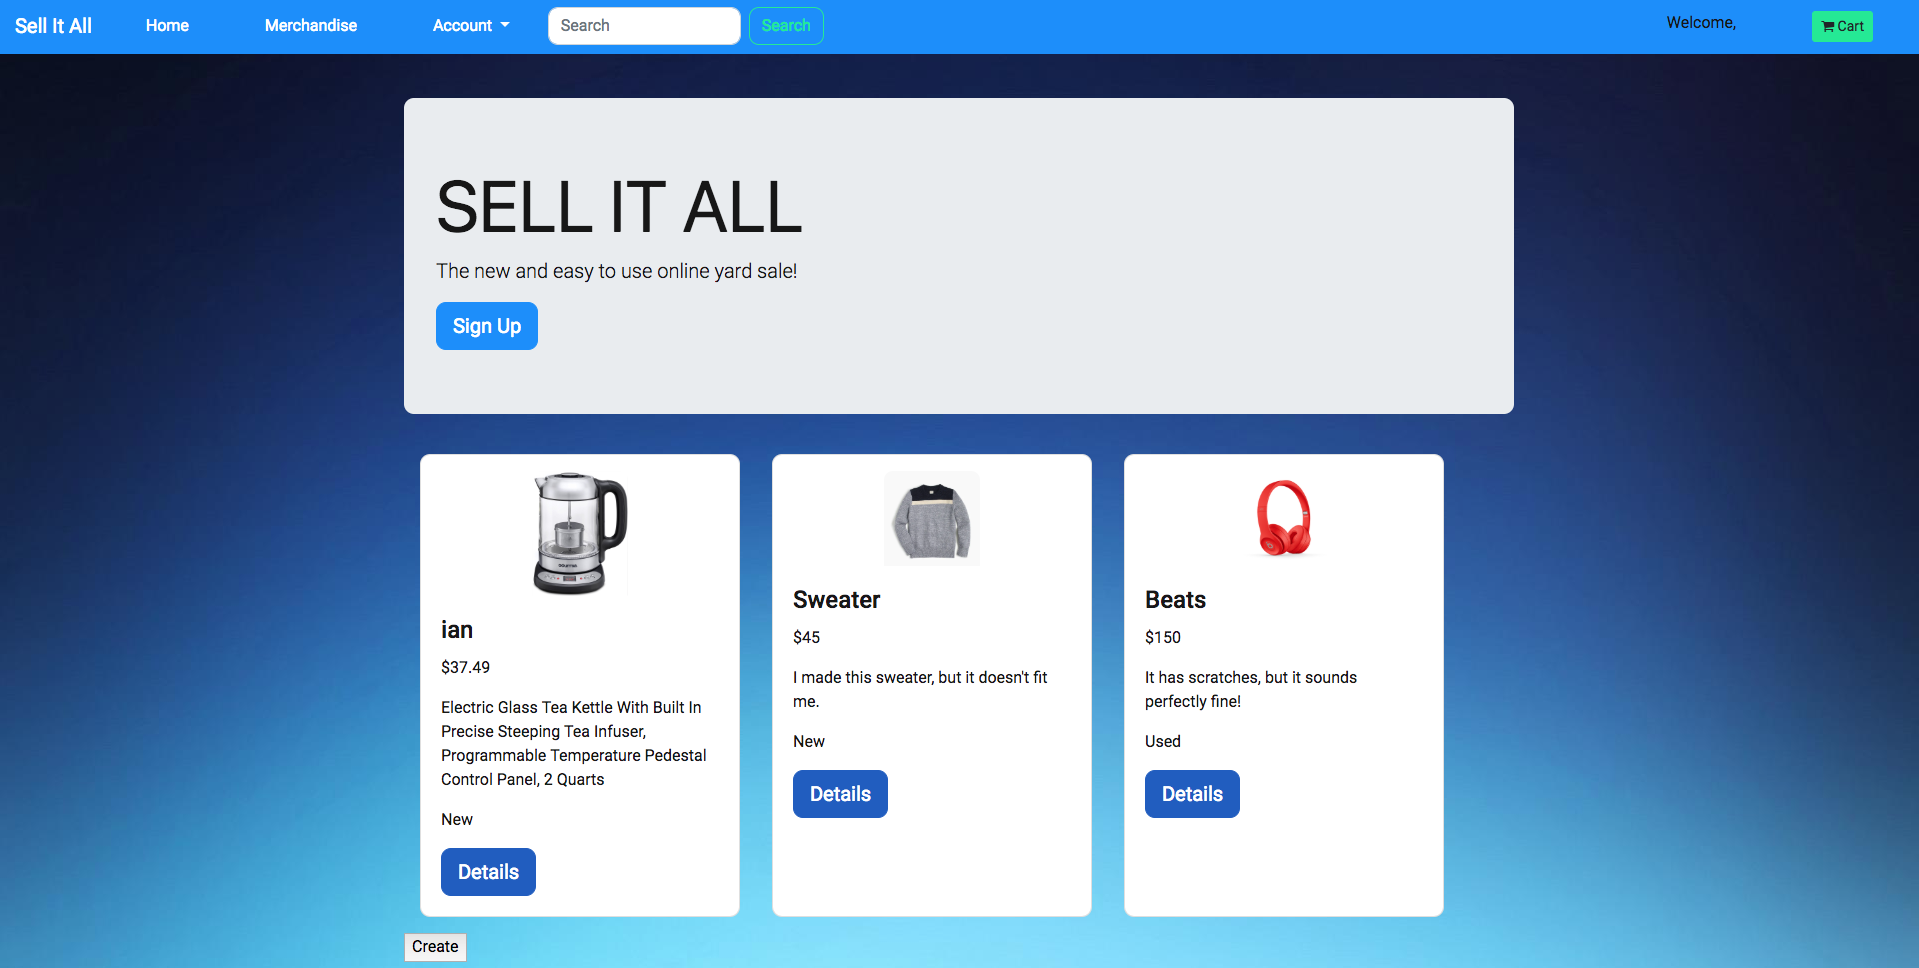 Sell It All
Home
Merchandise
Account
Search
Search
Welcome,
Cart
SELL IT ALL
The new and easy to use online yard sale!
Sign Up
ian
$37.49
Electric Glass Tea Kettle With Built In
Precise Steeping Tea Infuser,
Programmable Temperature Pedestal
Control Panel, 2 Quarts
New
Details
Sweater
$45
I made this sweater, but it doesn't fit
me.
New
Details
Beats
$150
It has scratches, but it sounds
perfectly fine!
Used
Details
Create